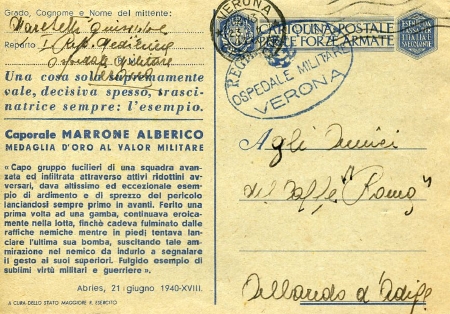 Grado, Cognome e Nome del mittente:
Reparto
Verona
Una cosa sola supremamente
vale, decisiva spesso, trasci-
natrice sempre: l'esempio.
Caporale MARRONE ALBERICO
MEDAGLIA D'ORO AL VALOR MILITARE
« Capo gruppo fucilieri di una squadra avan-
zata ed infiltrata attraverso attivi ridottini av-
versari, dava altissimo ed eccezionale esem-
pio di ardimento e di sprezzo del pericolo
lanciandosi sempre primo in avanti. Ferito una
prima volta ad una gamba, continuava eroica-
mente nella lotta, finchè cadeva fulminato dalle
raffiche nemiche mentre in piedi tentava lan-
ciare l'ultima sua bomba, suscitando tale am-
mirazione nel nemico da indurlo a segnalare
il gesto ai suoi superiori. Fulgido esempio di
sublimi virtù militari e guerriere ».
Abries, 21 giugno 1940-XVIII.
A CURA DELLO STATO MAGGIORE R. ESERCITO
VERONA
CARTOLINA POSTALE
PER LE FORZE ARMATE
OSPEDALE MILITARE
VERONA
Agli Amici
del Caffè "Roma"
d'Adige